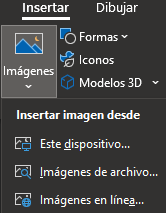 Insertar Dibujar
Imágenes
Formas
Iconos
Modelos 3D
Insertar imagen desde
Este dispositivo...
Imágenes de archivo...
Imágenes en línea...